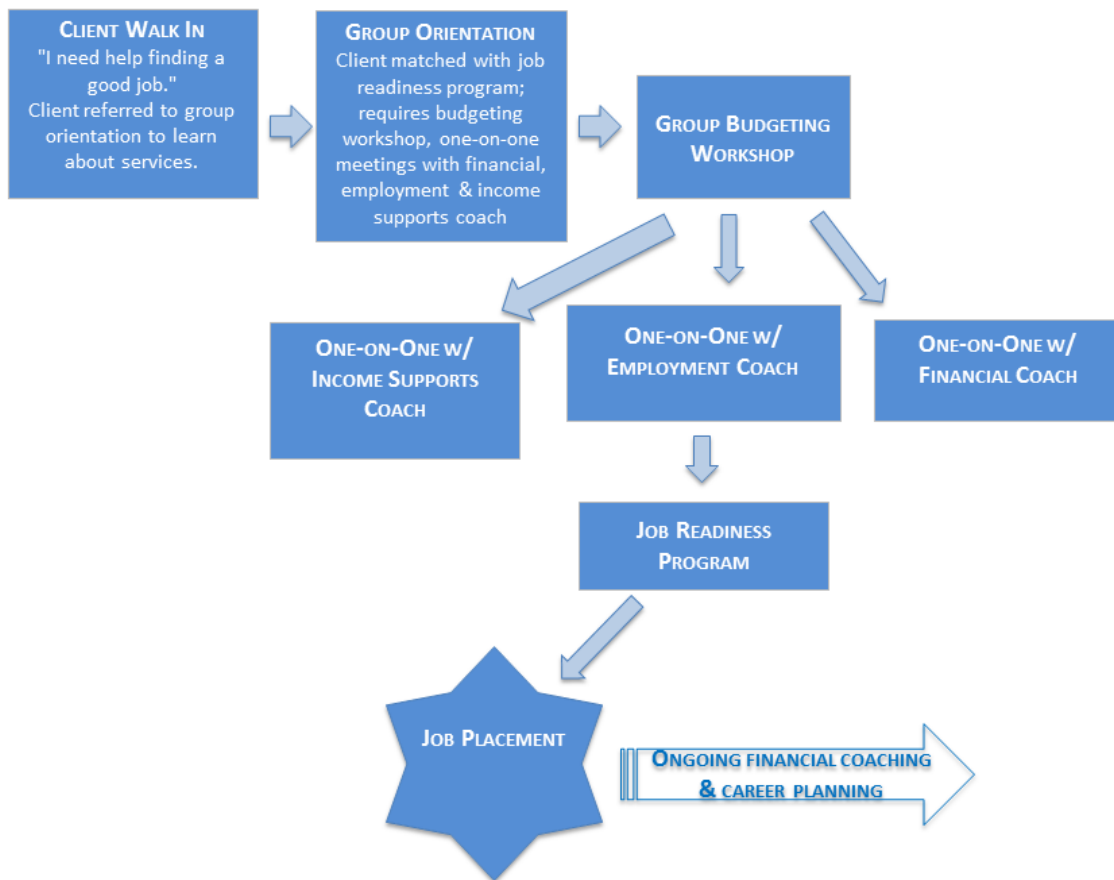 CLIENT WALK IN
"I need help finding a
good job."
Client referred to group
orientation to learn
about services.
GROUP ORIENTATION
Client matched with job
readiness program;
requires budgeting
workshop, one-on-one
meetings with financial,
employment & income
supports coach
GROUP BUDGETING
WORKSHOP
ONE-ON-ONE W/
INCOME SUPPORTS
COACH
ONE-ON-ONE W/
EMPLOYMENT COACH
ONE-ON-ONE W/
FINANCIAL COACH
JOB READINESS
PROGRAM
JOB PLACEMENT
ONGOING FINANCIAL COACHING
& CAREER PLANNING